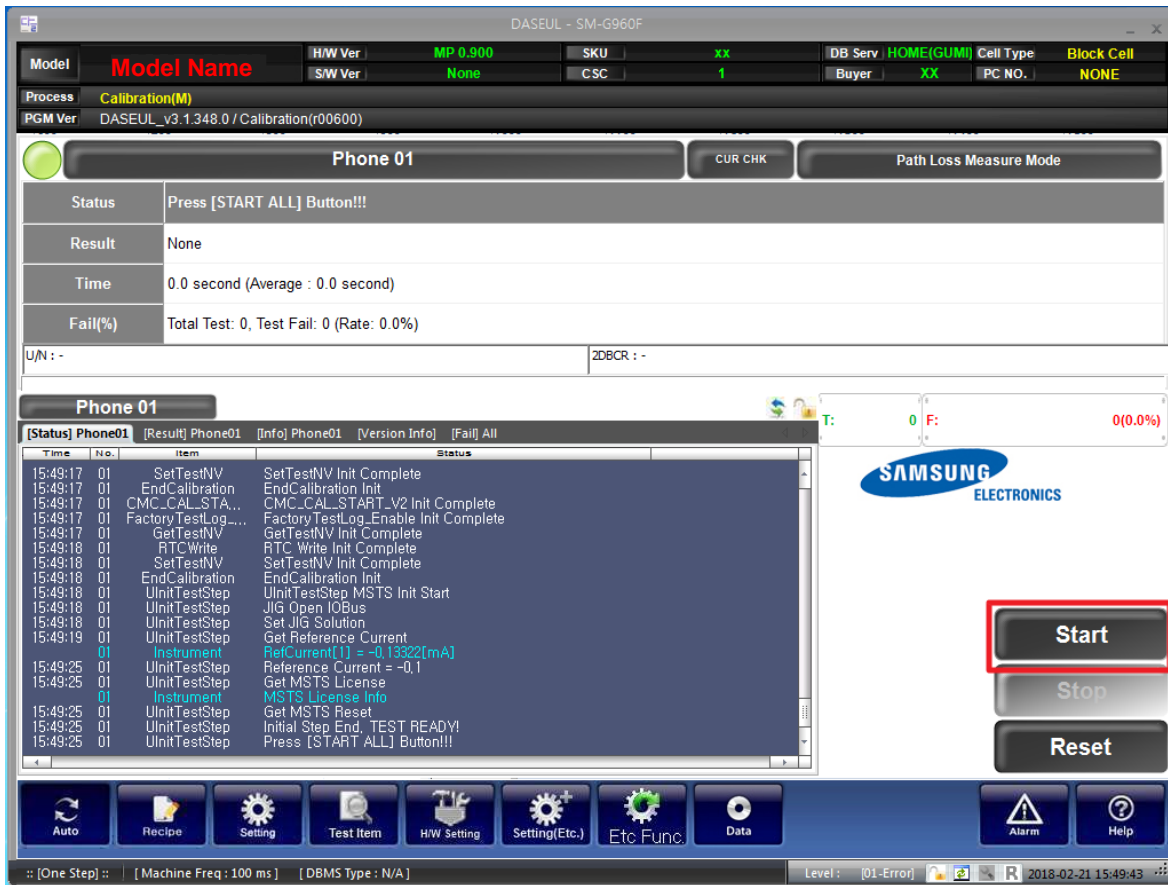 DASEUL - SM-G960F
Model Model Name H/W Ver MP 0.900 SKU xx DB Serv HOME(GUMI) Cell Type Block Cell
S/W Ver None CSC 1 Buyer XX PC NO. NONE
Process Calibration(M)
PGM Ver DASEUL_v3.1.348.0 / Calibration(r00600)
Phone 01 CUR CHK Path Loss Measure Mode
Status Press [START ALL] Button!!!
Result None
Time 0.0 second (Average : 0.0 second)
Fail(%) Total Test: 0, Test Fail: 0 (Rate: 0.0%)
U/N : - 2DBCR : -
Phone 01 T: 0 F: 0(0.0%)
[Status] Phone01 [Result] Phone01 [Info] Phone01 [Version Info] [Fail] All
Time No. Item Status
15:49:17 01 SetTestNV SetTestNV Init Complete
15:49:17 01 EndCalibration EndCalibration Init
15:49:17 01 CMC_CAL_STA... CMC_CAL_START_V2 Init Complete
15:49:17 01 FactoryTestLog_... FactoryTestLog_Enable Init Complete
15:49:17 01 GetTestNV GetTestNV Init Complete
15:49:18 01 RTCWrite RTC Write Init Complete
15:49:18 01 SetTestNV SetTestNV Init Complete
15:49:18 01 EndCalibration EndCalibration Init
15:49:18 01 UInitTestStep UInitTestStep MSTS Init Start
15:49:18 01 UInitTestStep JIG Open IOBus
15:49:18 01 UInitTestStep Set JIG Solution
15:49:19 01 UInitTestStep Get Reference Current
01 Instrument RefCurrent[1] = -0,13322[mA]
15:49:25 01 UInitTestStep Reference Current = -0,1
15:49:25 01 UInitTestStep Get MSTS License
01 Instrument MSTS License Info
15:49:25 01 UInitTestStep Get MSTS Reset
15:49:25 01 UInitTestStep Initial Step End, TEST READY!
15:49:25 01 UInitTestStep Press [START ALL] Button!!!
SAMSUNG
ELECTRONICS
Start
Stop
Reset
Auto Recipe Setting Test Item H/W Setting Setting(Etc.) Etc Func. Data Alarm Help
:: [One Step] :: [ Machine Freq : 100 ms ] [ DBMS Type : N/A ] Level : [01-Error] R 2018-02-21 15:49:43